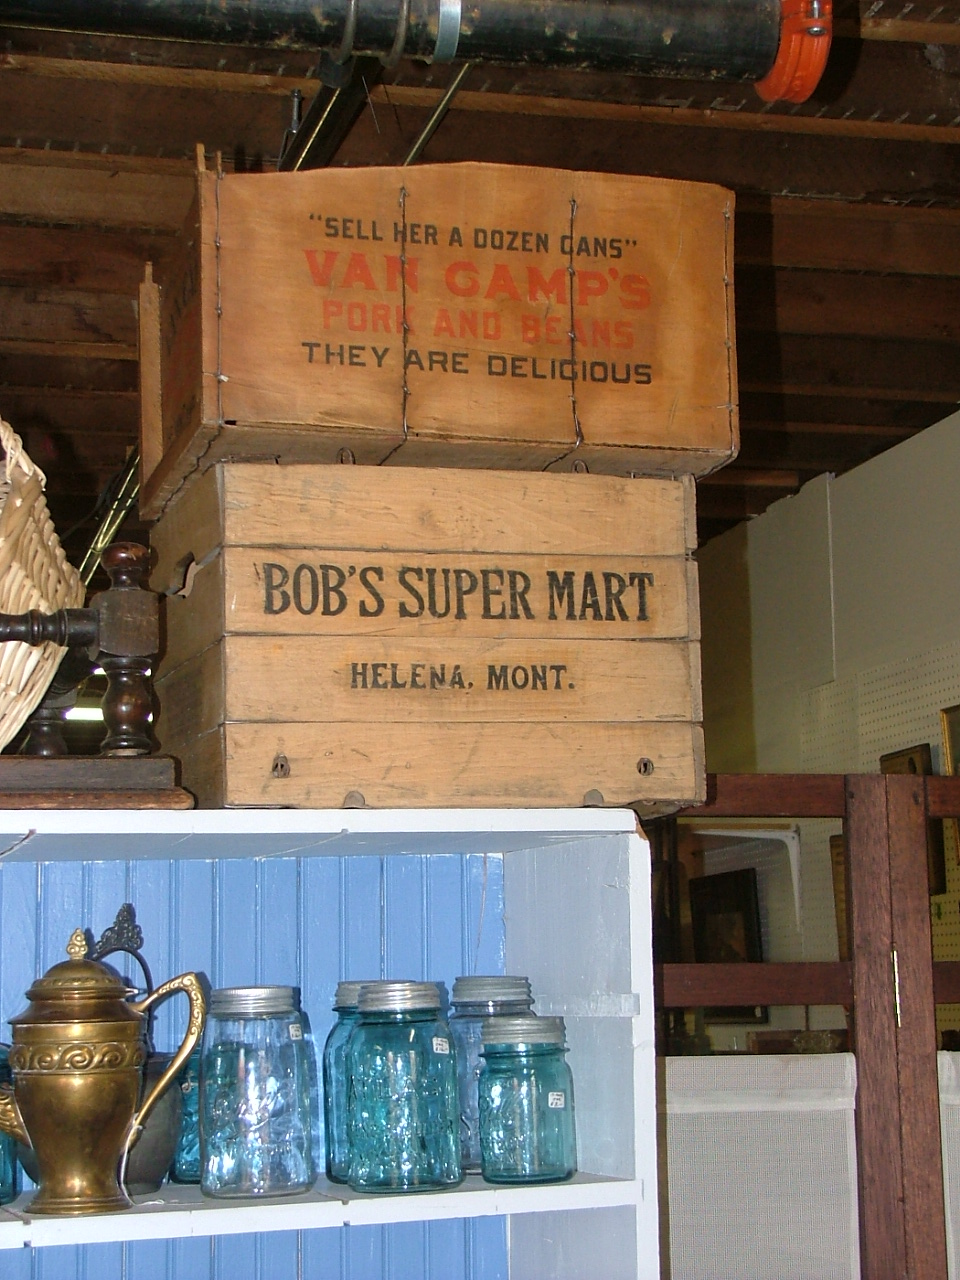 "SELL HER A DOZEN CANS"
VAN CAMP'S
PORK AND BEANS
THEY ARE DELICIOUS
BOB'S SUPER MART
HELENA, MONT.